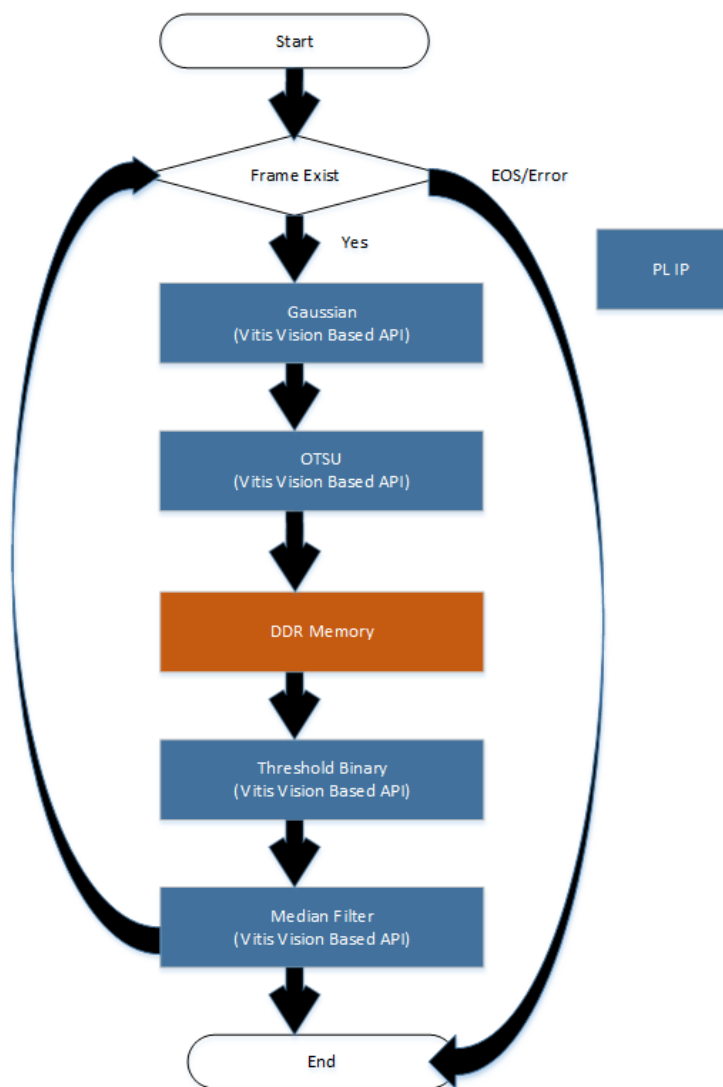 Start
Frame Exist
EOS/Error
Yes
PL IP
Gaussian
(Vitis Vision Based API)
OTSU
(Vitis Vision Based API)
DDR Memory
Threshold Binary
(Vitis Vision Based API)
Median Filter
(Vitis Vision Based API)
End